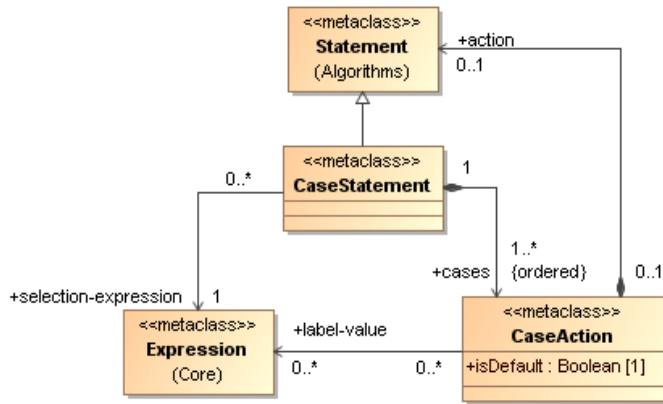 <<metaclass>>
Statement
(Algorithms)
+action
0..1
<<metaclass>>
CaseStatement
0..*
1
1..*
+cases {ordered}
0..1
+selection-expression 1
<<metaclass>>
Expression
(Core)
+label-value
0..* 0..*
<<metaclass>>
CaseAction
+isDefault : Boolean [1]